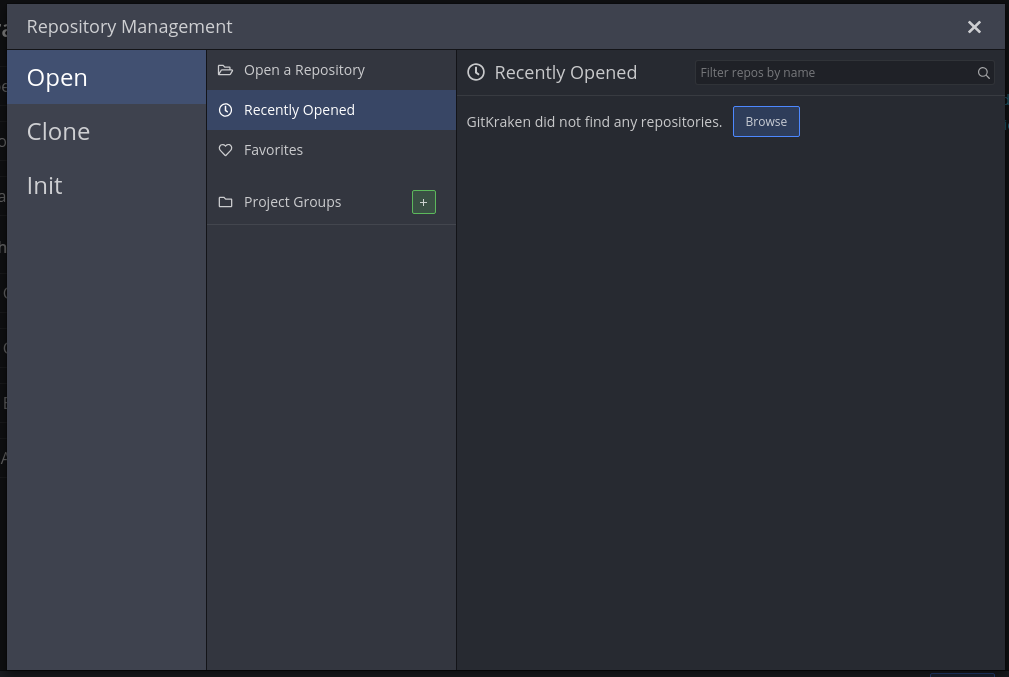 Repository Management
Open
Clone
Init
Open a Repository
Recently Opened
Favorites
Project Groups
+
Recently Opened
Filter repos by name
GitKraken did not find any repositories.
Browse